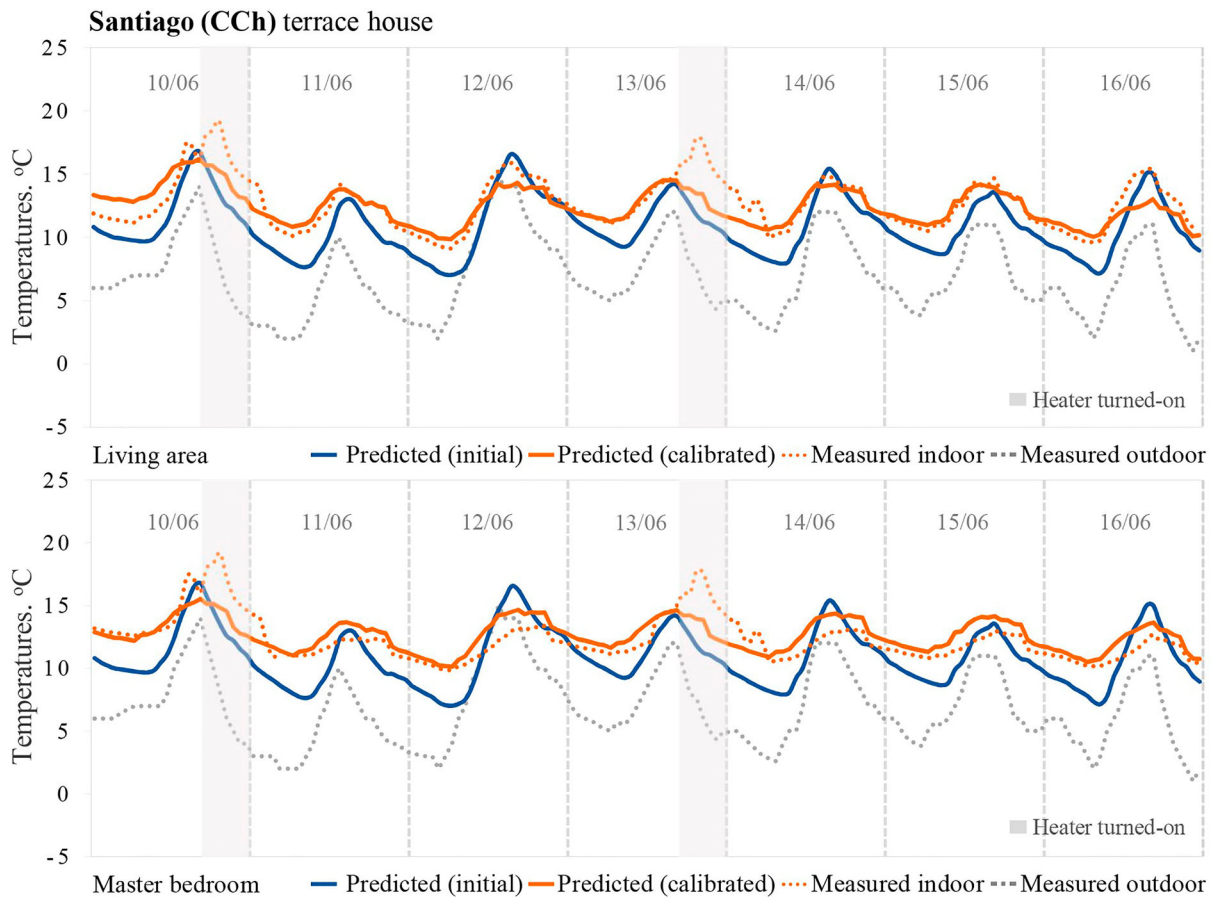 Santiago (CCh) terrace house
25
10/06 11/06 12/06 13/06 14/06 15/06 16/06
20
15
10
5
0
-5
Temperatures. ºC
Heater turned-on
Living area Predicted (initial) Predicted (calibrated) Measured indoor Measured outdoor
25
10/06 11/06 12/06 13/06 14/06 15/06 16/06
20
15
10
5
0
-5
Temperatures. ºC
Heater turned-on
Master bedroom Predicted (initial) Predicted (calibrated) Measured indoor Measured outdoor